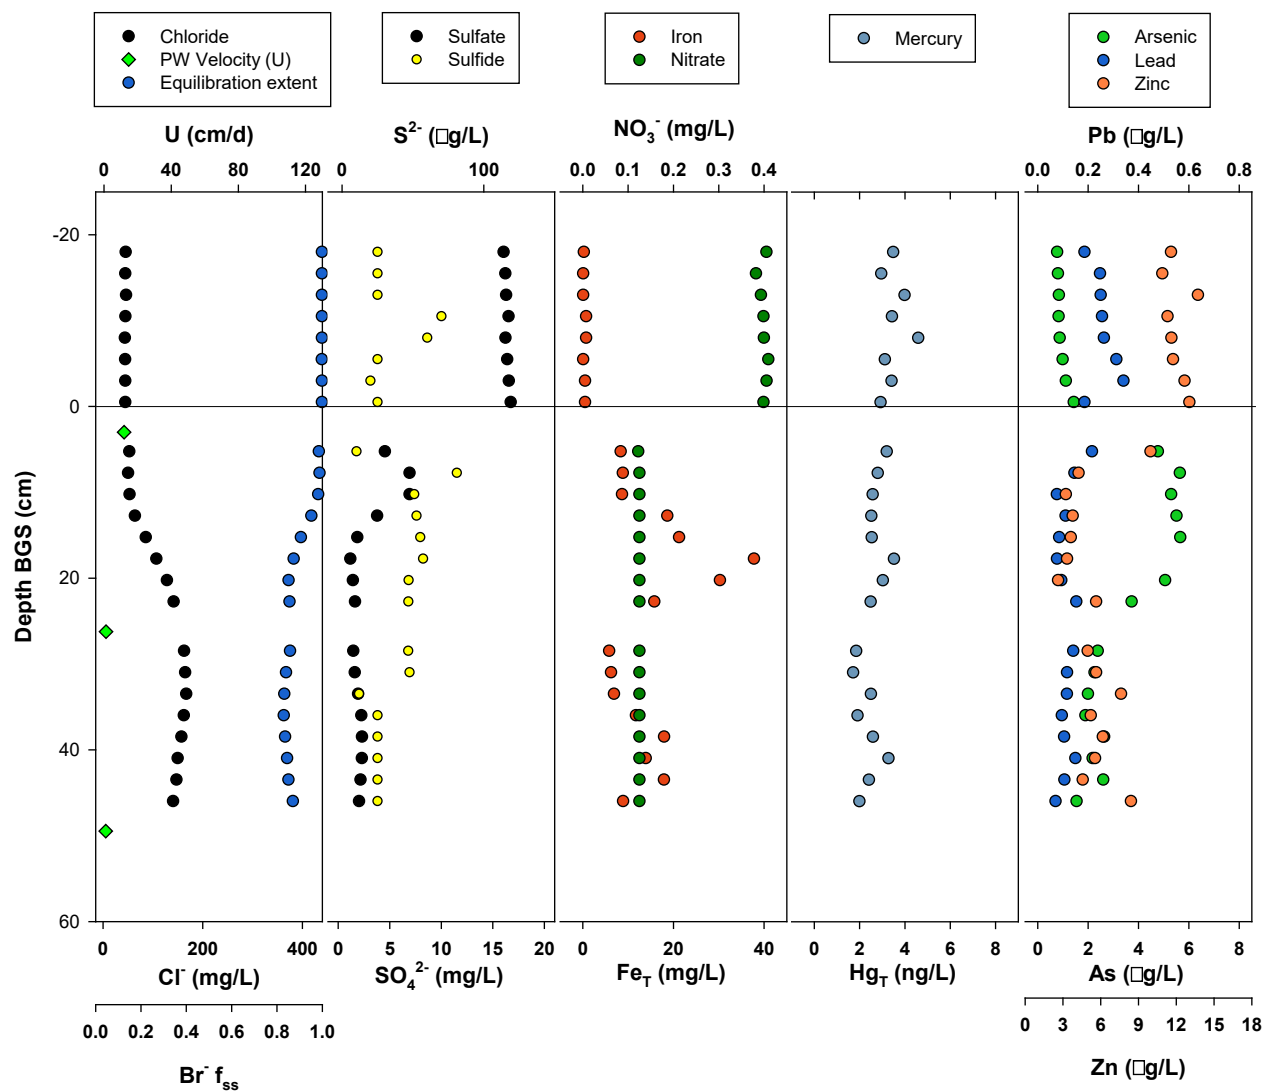 Chloride
PW Velocity (U)
Equilibration extent
Sulfate
Sulfide
Iron
Nitrate
Mercury
Arsenic
Lead
Zinc
U (cm/d)
S²⁻ (□g/L)
NO₃⁻ (mg/L)
Pb (□g/L)
0 40 80 120
0 100
0.0 0.1 0.2 0.3 0.4
0.0 0.2 0.4 0.6 0.8
Depth BGS (cm)
-20
0
20
40
60
0 200 400
0 5 10 15 20
0 20 40
0 2 4 6 8
0 2 4 6 8
Cl⁻ (mg/L)
SO₄²⁻ (mg/L)
Fe_T (mg/L)
Hg_T (ng/L)
As (□g/L)
0.0 0.2 0.4 0.6 0.8 1.0
0 3 6 9 12 15 18
Br⁻ f_ss
Zn (□g/L)